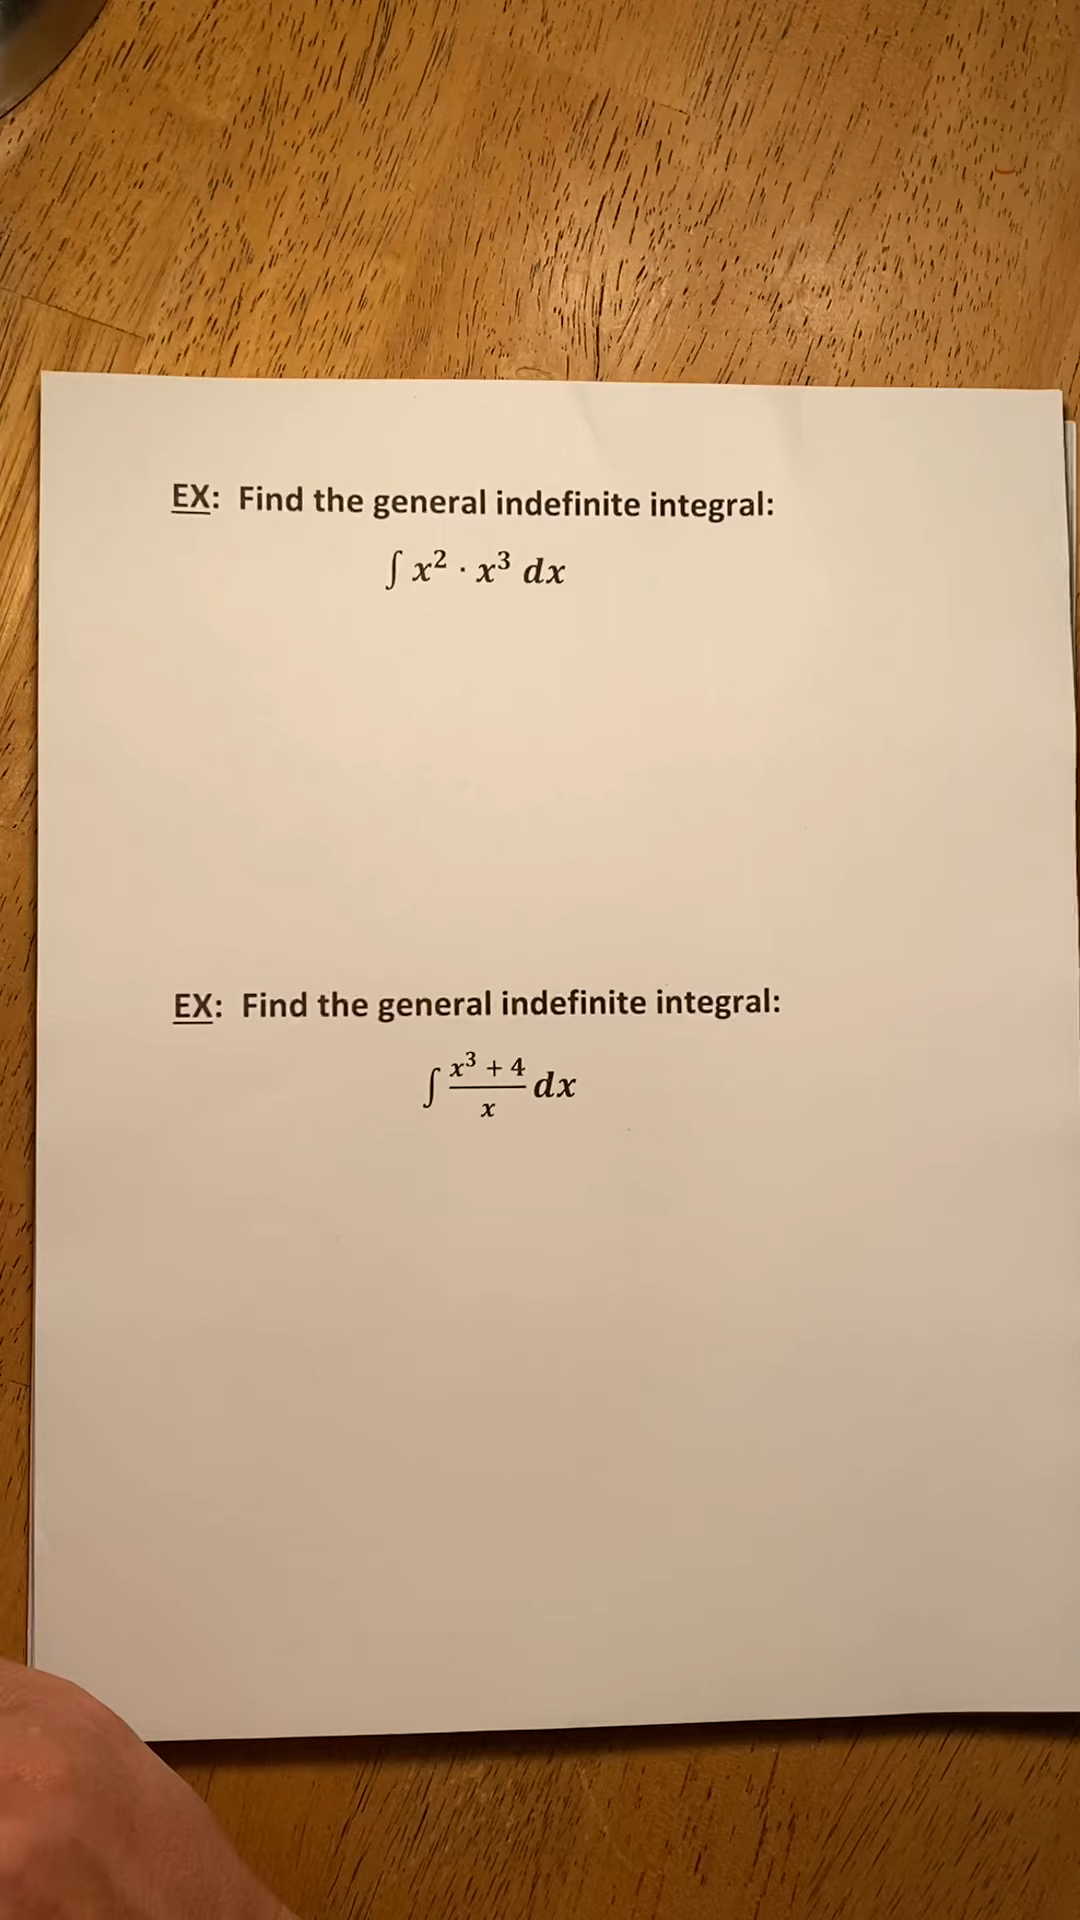 EX: Find the general indefinite integral:
∫ x² · x³ dx
EX: Find the general indefinite integral:
∫ (x³ + 4)/x dx